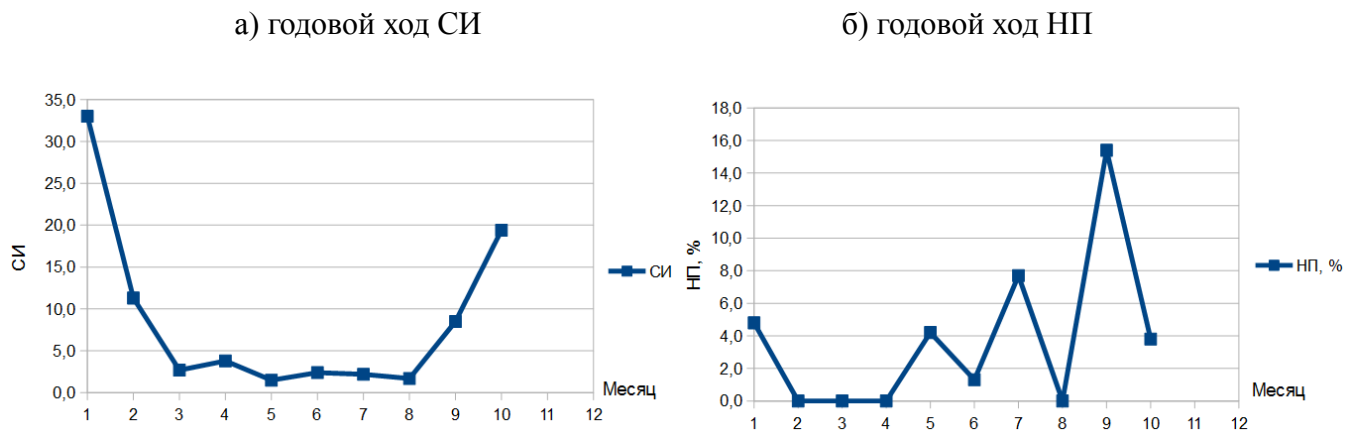 а) годовой ход СИ
б) годовой ход НП
35,0
30,0
25,0
20,0
15,0
10,0
5,0
0,0
СИ
1 2 3 4 5 6 7 8 9 10 11 12
Месяц
СИ
18,0
16,0
14,0
12,0
10,0
8,0
6,0
4,0
2,0
0,0
НП, %
1 2 3 4 5 6 7 8 9 10 11 12
Месяц
НП, %